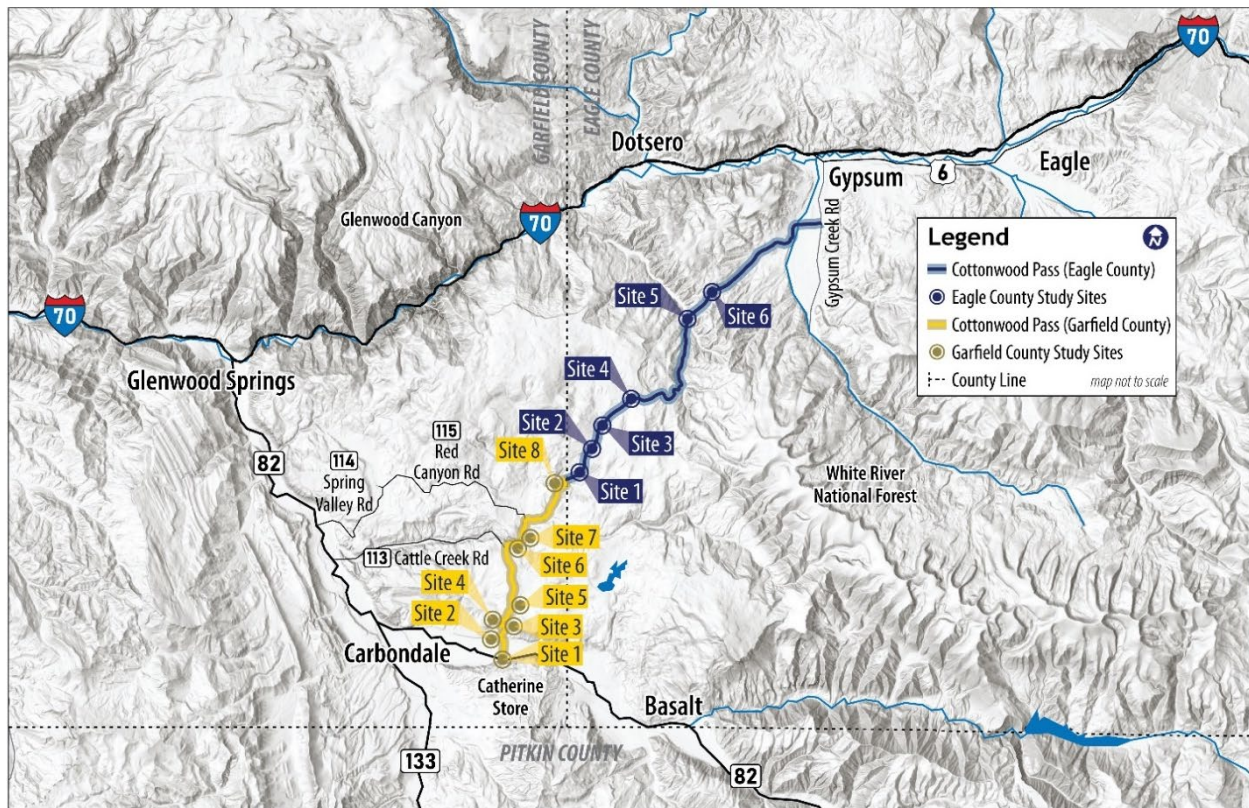 GARFIELD COUNTY
EAGLE COUNTY
70
Dotsero
Eagle
Gypsum
6
Glenwood Canyon
70
Gypsum Creek Rd
Legend
N
Cottonwood Pass (Eagle County)
Eagle County Study Sites
Cottonwood Pass (Garfield County)
Garfield County Study Sites
County Line
map not to scale
Site 5
Site 6
70
Glenwood Springs
Site 4
Site 2
Site 3
115
Red
Canyon Rd
Site 8
Site 1
82
114
Spring
Valley Rd
White River
National Forest
Site 7
113 Cattle Creek Rd
Site 6
Site 4
Site 5
Site 2
Site 3
Carbondale
Site 1
Catherine
Store
Basalt
PITKIN COUNTY
133
82